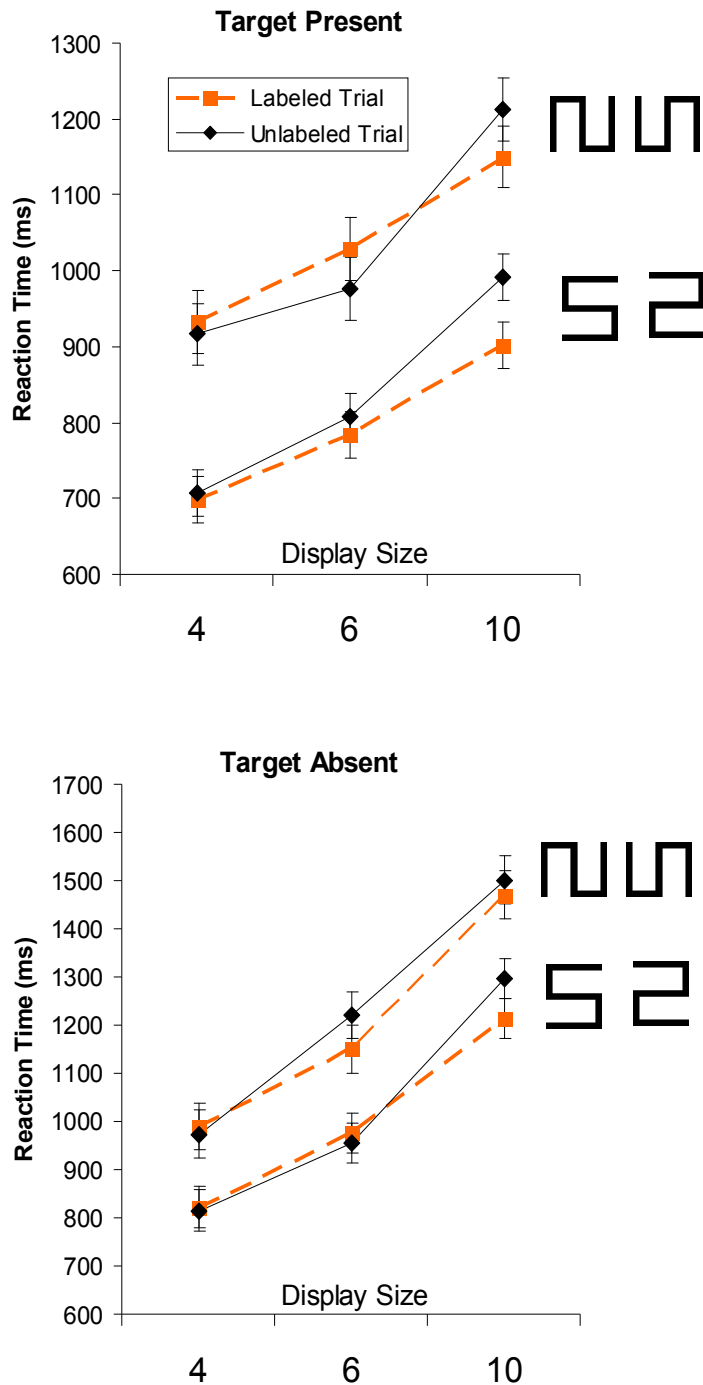 Target Present
1300
1200
1100
1000
900
800
700
600
Reaction Time (ms)
Labeled Trial
Unlabeled Trial
52
Display Size
4 6 10
Target Absent
1700
1600
1500
1400
1300
1200
1100
1000
900
800
700
600
Reaction Time (ms)
52
Display Size
4 6 10